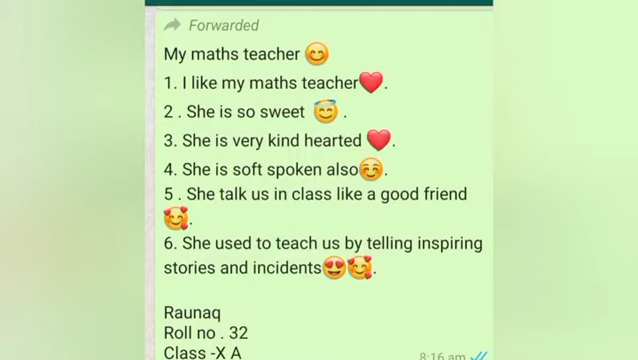 Forwarded
My maths teacher 😊
1. I like my maths teacher❤️.
2 . She is so sweet 😇 .
3. She is very kind hearted ❤️.
4. She is soft spoken also☺️.
5 . She talk us in class like a good friend
🥰.
6. She used to teach us by telling inspiring
stories and incidents😍🥰.
Raunaq
Roll no . 32
Class -X A
8:16 am